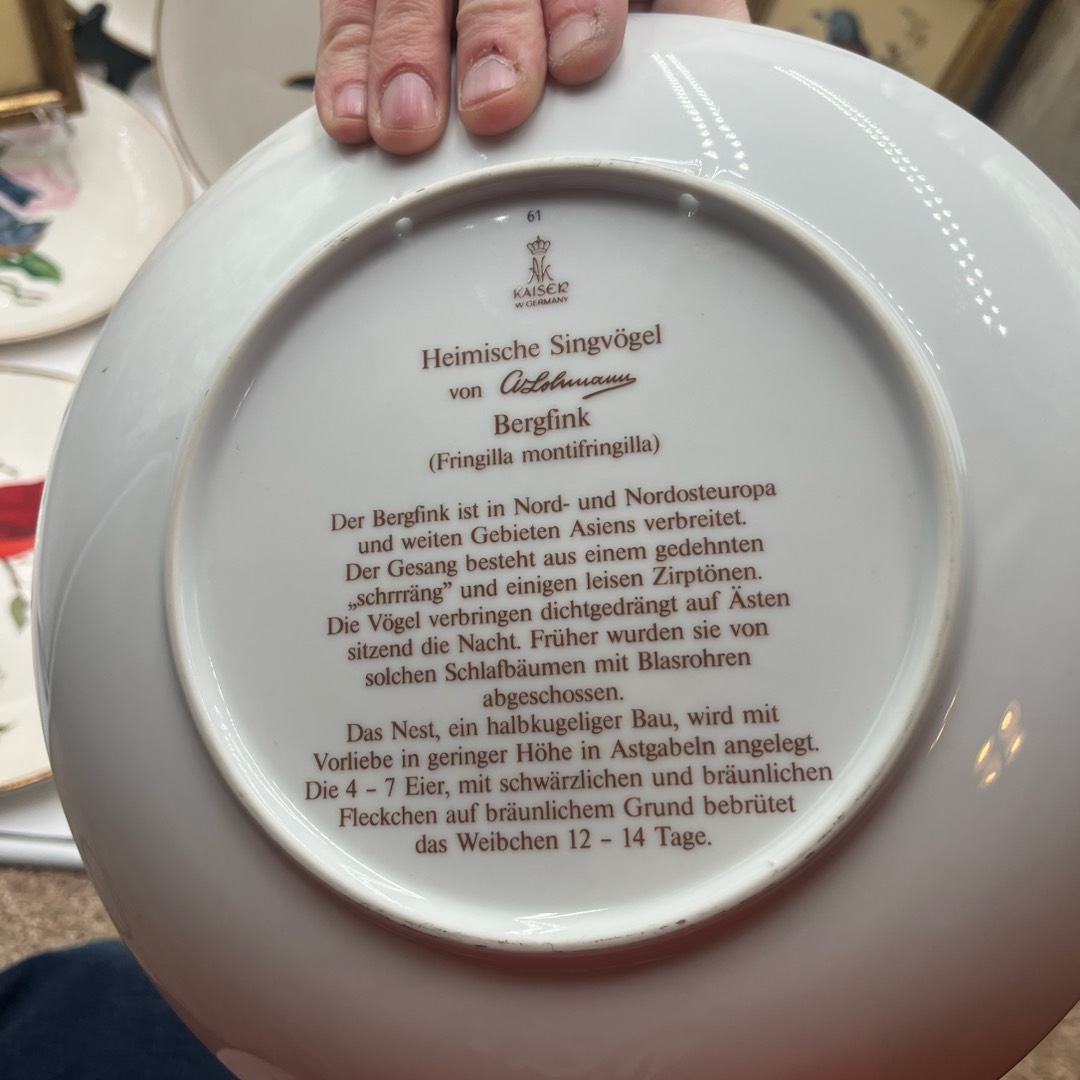 61
AK
KAISER
W. GERMANY
Heimische Singvögel
von A. Lohmann
Bergfink
(Fringilla montifringilla)
Der Bergfink ist in Nord- und Nordosteuropa
und weiten Gebieten Asiens verbreitet.
Der Gesang besteht aus einem gedehnten
„schrrräng” und einigen leisen Zirptönen.
Die Vögel verbringen dichtgedrängt auf Ästen
sitzend die Nacht. Früher wurden sie von
solchen Schlafbäumen mit Blasrohren
abgeschossen.
Das Nest, ein halbkugeliger Bau, wird mit
Vorliebe in geringer Höhe in Astgabeln angelegt.
Die 4 – 7 Eier, mit schwärzlichen und bräunlichen
Fleckchen auf bräunlichem Grund bebrütet
das Weibchen 12 – 14 Tage.